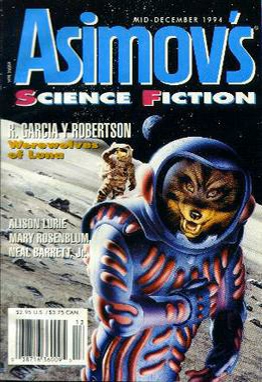 MID-DECEMBER 1994
Asimov's
SCIENCE FICTION
R. GARCIA Y ROBERTSON
Werewolves
of Luna
ALISON LURIE
MARY ROSENBLUM
NEAL BARRETT, JR.
$2.95 U.S./$3.75 CAN.
13